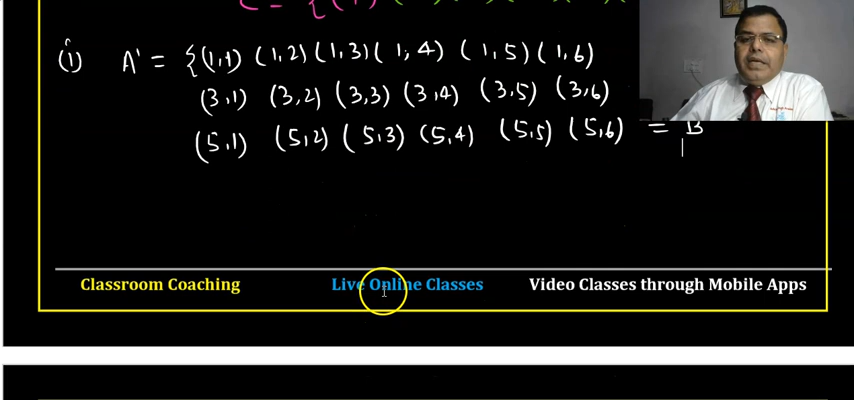 (i) A' = {(1,1) (1,2) (1,3) (1,4) (1,5) (1,6)
(3,1) (3,2) (3,3) (3,4) (3,5) (3,6)
(5,1) (5,2) (5,3) (5,4) (5,5) (5,6) = B
Classroom Coaching Live Online Classes Video Classes through Mobile Apps